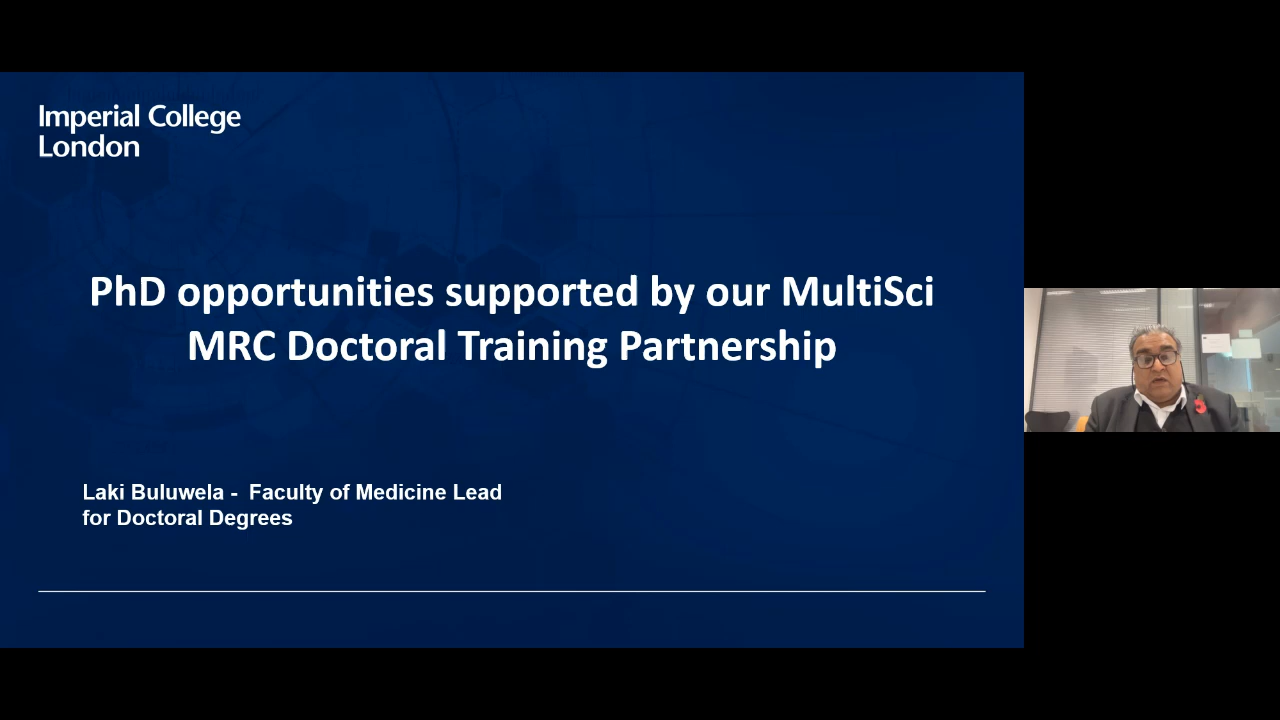 Imperial College
London
PhD opportunities supported by our MultiSci
MRC Doctoral Training Partnership
Laki Buluwela - Faculty of Medicine Lead
for Doctoral Degrees